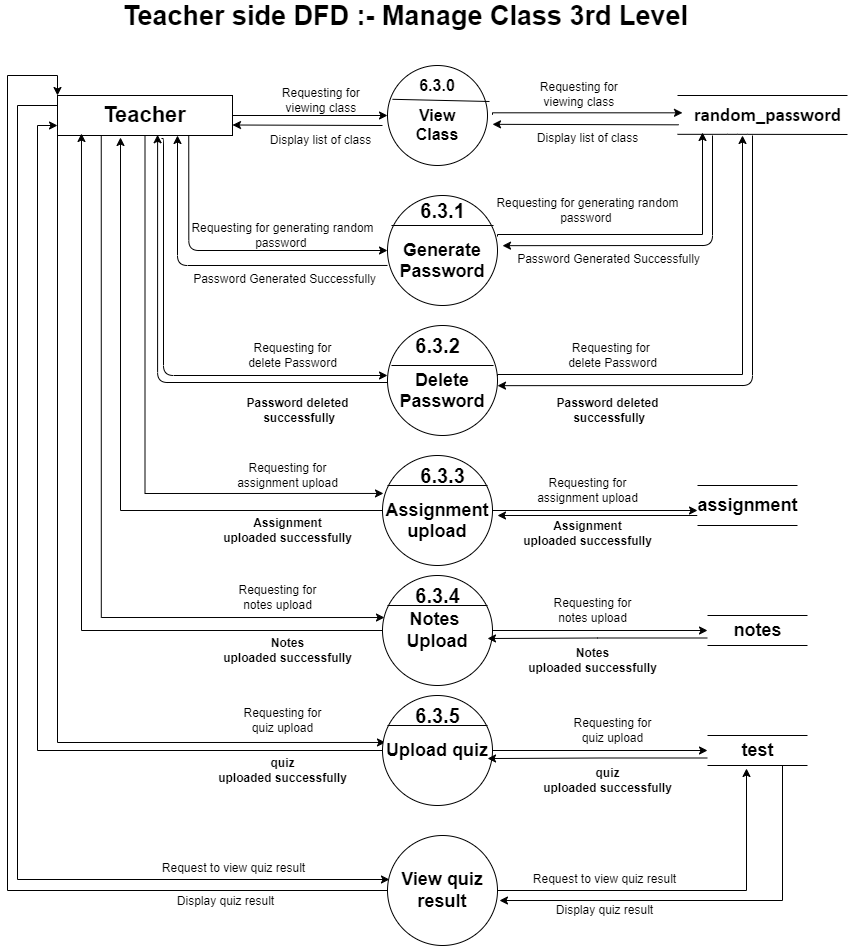 Teacher side DFD :- Manage Class 3rd Level
Teacher
Requesting for
viewing class
Display list of class
6.3.0
View
Class
Requesting for
viewing class
Display list of class
random_password
Requesting for generating random
password
Password Generated Successfully
6.3.1
Generate
Password
Requesting for generating random
password
Password Generated Successfully
Requesting for
delete Password
Password deleted
successfully
6.3.2
Delete
Password
Requesting for
delete Password
Password deleted
successfully
Requesting for
assignment upload
Assignment
uploaded successfully
6.3.3
Assignment
upload
Requesting for
assignment upload
Assignment
uploaded successfully
assignment
Requesting for
notes upload
Notes
uploaded successfully
6.3.4
Notes
Upload
Requesting for
notes upload
Notes
uploaded successfully
notes
Requesting for
quiz upload
quiz
uploaded successfully
6.3.5
Upload quiz
Requesting for
quiz upload
quiz
uploaded successfully
test
Request to view quiz result
Display quiz result
View quiz
result
Request to view quiz result
Display quiz result